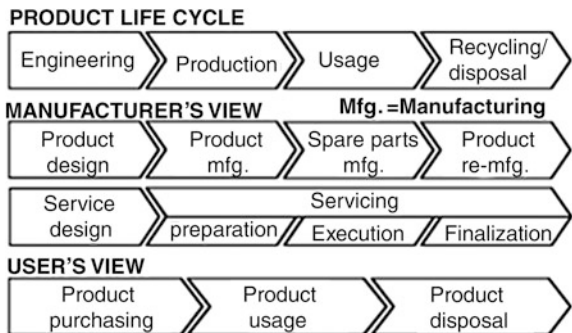 PRODUCT LIFE CYCLE
Engineering Production Usage Recycling/
disposal
MANUFACTURER'S VIEW Mfg.=Manufacturing
Product Product Spare parts Product
design mfg. mfg. re-mfg.
Service Servicing
design preparation Execution Finalization
USER'S VIEW
Product Product Product
purchasing usage disposal